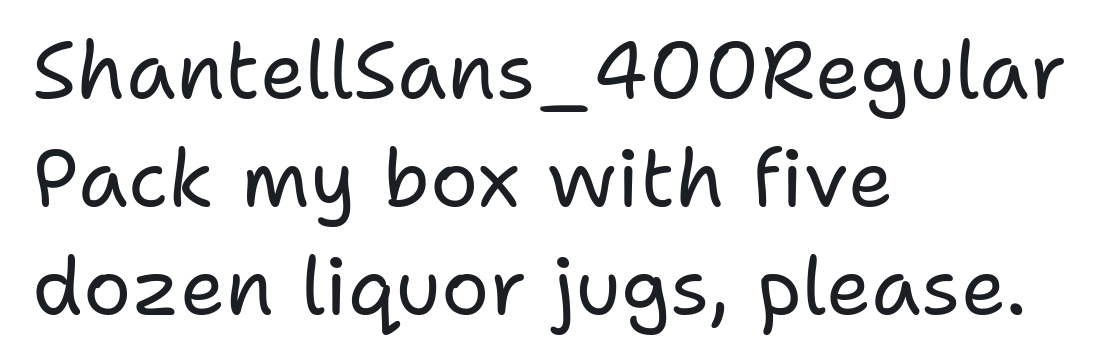 ShantellSans_400Regular
Pack my box with five
dozen liquor jugs, please.